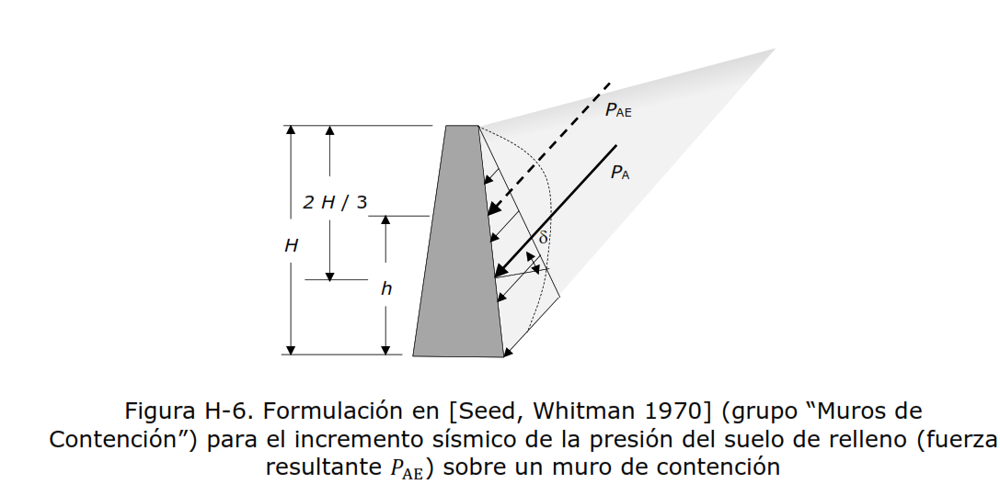 PAE
PA
2 H / 3
δ
H
h
Figura H-6. Formulación en [Seed, Whitman 1970] (grupo “Muros de
Contención”) para el incremento sísmico de la presión del suelo de relleno (fuerza
resultante PAE) sobre un muro de contención